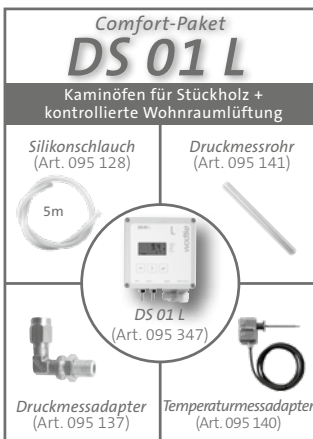 Comfort-Paket
DS 01 L
Kaminöfen für Stückholz +
kontrollierte Wohnraumlüftung
Silikonschlauch
(Art. 095 128)
5m
Druckmessrohr
(Art. 095 141)
wodtke
DS 01 L
(Art. 095 347)
Druckmessadapter
(Art. 095 137)
Temperaturmessadapter
(Art. 095 140)